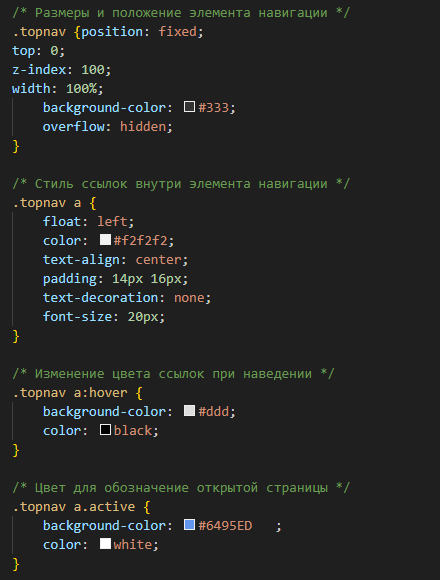 /* Размеры и положение элемента навигации */
.topnav {position: fixed;
top: 0;
z-index: 100;
width: 100%;
    background-color: #333;
    overflow: hidden;
}

/* Стиль ссылок внутри элемента навигации */
.topnav a {
    float: left;
    color: #f2f2f2;
    text-align: center;
    padding: 14px 16px;
    text-decoration: none;
    font-size: 20px;
}

/* Изменение цвета ссылок при наведении */
.topnav a:hover {
    background-color: #ddd;
    color: black;
}

/* Цвет для обозначение открытой страницы */
.topnav a.active {
    background-color: #6495ED   ;
    color: white;
}